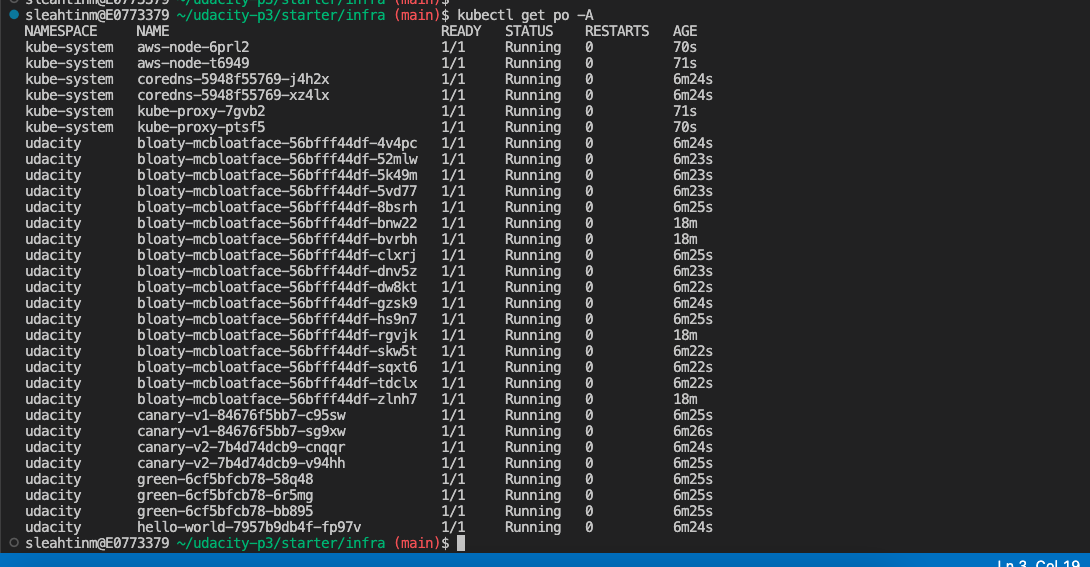 sleahtinm@E0773379 ~/udacity-p3/starter/infra (main)$
sleahtinm@E0773379 ~/udacity-p3/starter/infra (main)$ kubectl get po -A
NAMESPACE NAME READY STATUS RESTARTS AGE
kube-system aws-node-6prl2 1/1 Running 0 70s
kube-system aws-node-t6949 1/1 Running 0 71s
kube-system coredns-5948f55769-j4h2x 1/1 Running 0 6m24s
kube-system coredns-5948f55769-xz4lx 1/1 Running 0 6m24s
kube-system kube-proxy-7gvb2 1/1 Running 0 71s
kube-system kube-proxy-ptsf5 1/1 Running 0 70s
udacity bloaty-mcbloatface-56bfff44df-4v4pc 1/1 Running 0 6m24s
udacity bloaty-mcbloatface-56bfff44df-52mlw 1/1 Running 0 6m23s
udacity bloaty-mcbloatface-56bfff44df-5k49m 1/1 Running 0 6m23s
udacity bloaty-mcbloatface-56bfff44df-5vd77 1/1 Running 0 6m23s
udacity bloaty-mcbloatface-56bfff44df-8bsrh 1/1 Running 0 6m25s
udacity bloaty-mcbloatface-56bfff44df-bnw22 1/1 Running 0 18m
udacity bloaty-mcbloatface-56bfff44df-bvrbh 1/1 Running 0 18m
udacity bloaty-mcbloatface-56bfff44df-clxrj 1/1 Running 0 6m25s
udacity bloaty-mcbloatface-56bfff44df-dnv5z 1/1 Running 0 6m23s
udacity bloaty-mcbloatface-56bfff44df-dw8kt 1/1 Running 0 6m22s
udacity bloaty-mcbloatface-56bfff44df-gzsk9 1/1 Running 0 6m24s
udacity bloaty-mcbloatface-56bfff44df-hs9n7 1/1 Running 0 6m25s
udacity bloaty-mcbloatface-56bfff44df-rgvjk 1/1 Running 0 18m
udacity bloaty-mcbloatface-56bfff44df-skw5t 1/1 Running 0 6m22s
udacity bloaty-mcbloatface-56bfff44df-sqxt6 1/1 Running 0 6m22s
udacity bloaty-mcbloatface-56bfff44df-tdclx 1/1 Running 0 6m22s
udacity bloaty-mcbloatface-56bfff44df-zlnh7 1/1 Running 0 18m
udacity canary-v1-84676f5bb7-c95sw 1/1 Running 0 6m25s
udacity canary-v1-84676f5bb7-sg9xw 1/1 Running 0 6m26s
udacity canary-v2-7b4d74dcb9-cnqqr 1/1 Running 0 6m24s
udacity canary-v2-7b4d74dcb9-v94hh 1/1 Running 0 6m25s
udacity green-6cf5bfcb78-58q48 1/1 Running 0 6m25s
udacity green-6cf5bfcb78-6r5mg 1/1 Running 0 6m25s
udacity green-6cf5bfcb78-bb895 1/1 Running 0 6m25s
udacity hello-world-7957b9db4f-fp97v 1/1 Running 0 6m24s
sleahtinm@E0773379 ~/udacity-p3/starter/infra (main)$
Ln 3, Col 19